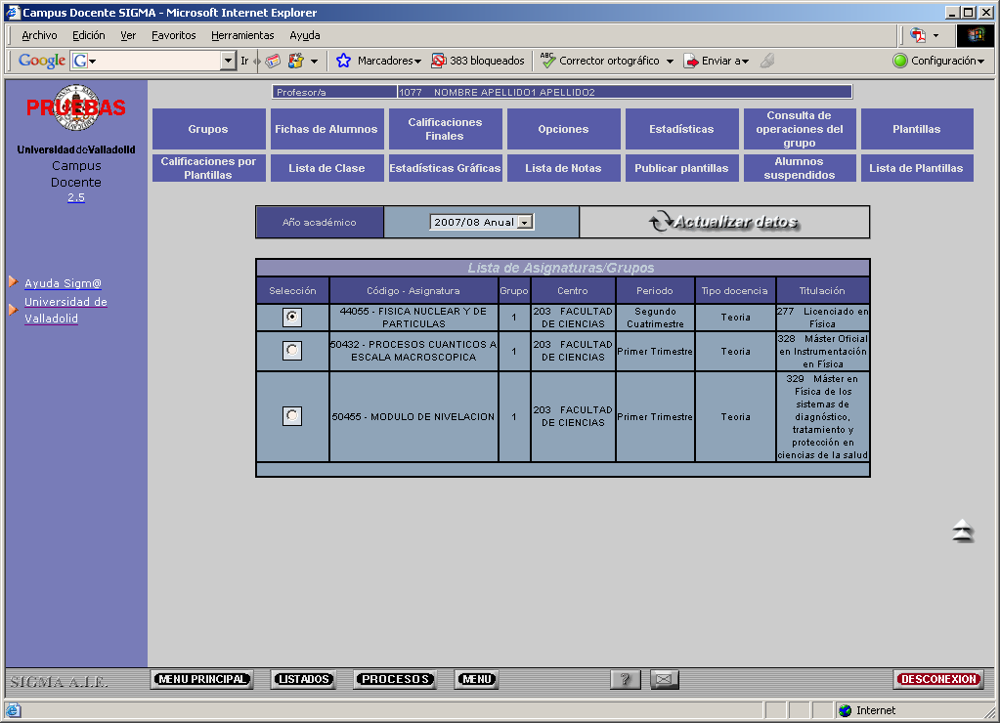 Campus Docente SIGMA - Microsoft Internet Explorer
Archivo Edición Ver Favoritos Herramientas Ayuda
Google G Ir Marcadores 383 bloqueados ABC Corrector ortográfico Enviar a Configuración
PRUEBAS
Universidad de Valladolid
Campus
Docente
2.5
Ayuda Sigm@
Universidad de
Valladolid
Profesor/a 1077 NOMBRE APELLIDO1 APELLIDO2
Grupos
Fichas de Alumnos
Calificaciones
Finales
Opciones
Estadísticas
Consulta de
operaciones del
grupo
Plantillas
Calificaciones por
Plantillas
Lista de Clase
Estadísticas Gráficas
Lista de Notas
Publicar plantillas
Alumnos
suspendidos
Lista de Plantillas
Año académico 2007/08 Anual Actualizar datos
Lista de Asignaturas/Grupos
Selección Código - Asignatura Grupo Centro Periodo Tipo docencia Titulación
44055 - FISICA NUCLEAR Y DE
PARTICULAS
1
203 FACULTAD
DE CIENCIAS
Segundo
Cuatrimestre
Teoria
277 Licenciado en
Física
50432 - PROCESOS CUANTICOS A
ESCALA MACROSCOPICA
1
203 FACULTAD
DE CIENCIAS
Primer Trimestre
Teoria
328 Máster Oficial
en Instrumentación
en Física
50455 - MODULO DE NIVELACION
1
203 FACULTAD
DE CIENCIAS
Primer Trimestre
Teoria
329 Máster en
Física de los
sistemas de
diagnóstico,
tratamiento y
protección en
ciencias de la salud
SIGMA A.I.E. MENU PRINCIPAL LISTADOS PROCESOS MENU ? DESCONEXION
Internet